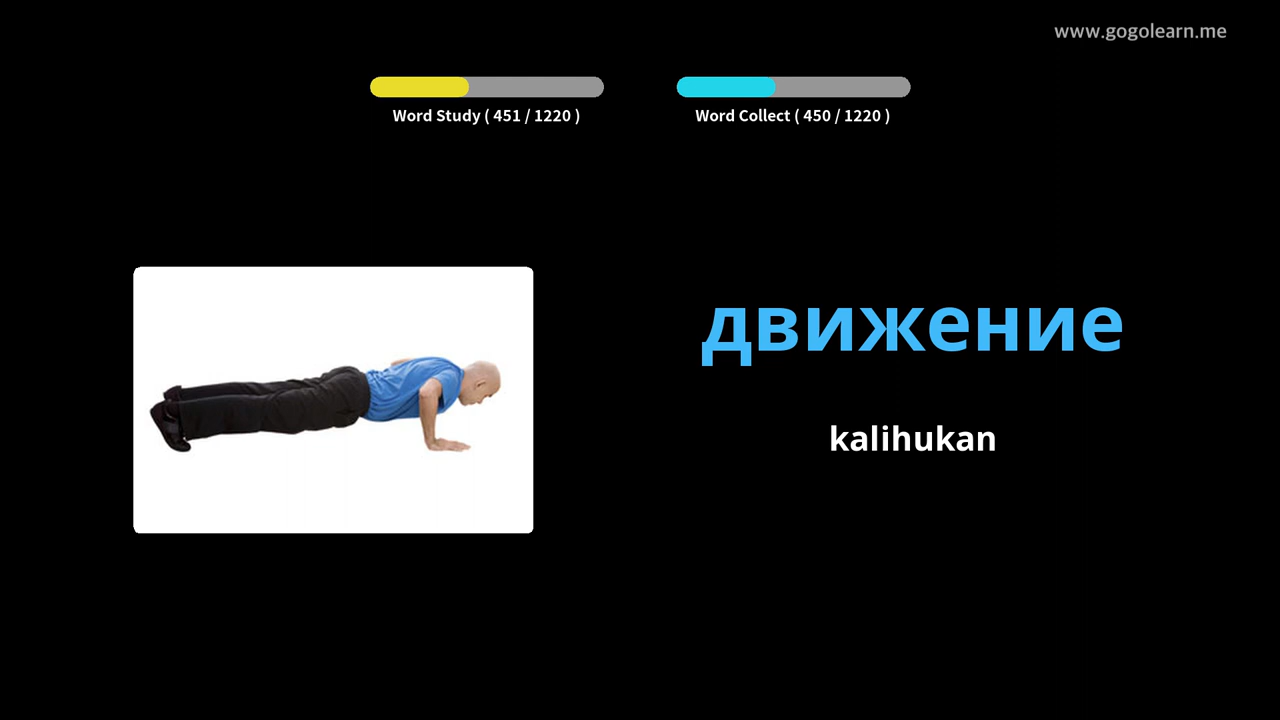 www.gogolearn.me
Word Study ( 451 / 1220 )
Word Collect ( 450 / 1220 )
движение
kalihukan